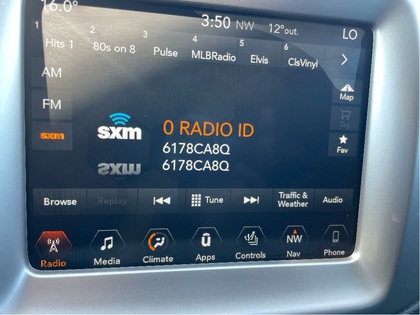 16.0° 3:50 NW 12°out. LO
1 2 3 4 5 6
Hits 1 80s on 8 Pulse MLBRadio Elvis ClsVinyl
AM
Map
FM
Fav
sxm
sxm 0 RADIO ID
6178CA8Q
sxm 6178CA8Q
Browse Replay Tune Traffic & Weather Audio
Radio Media Climate Apps Controls NW Nav Phone